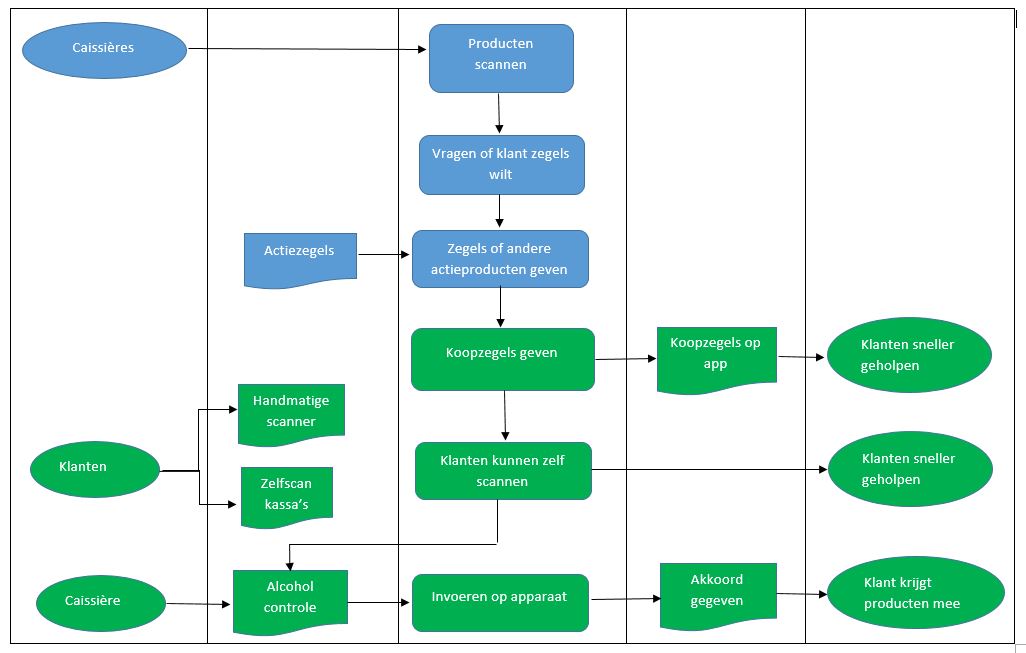 Caissières
Producten
scannen
Vragen of klant zegels
wilt
Actiezegels
Zegels of andere
actieproducten geven
Koopzegels geven
Koopzegels op
app
Klanten sneller
geholpen
Handmatige
scanner
Klanten
Zelfscan
kassa's
Klanten kunnen zelf
scannen
Klanten sneller
geholpen
Caissière
Alcohol
controle
Invoeren op apparaat
Akkoord
gegeven
Klant krijgt
producten mee